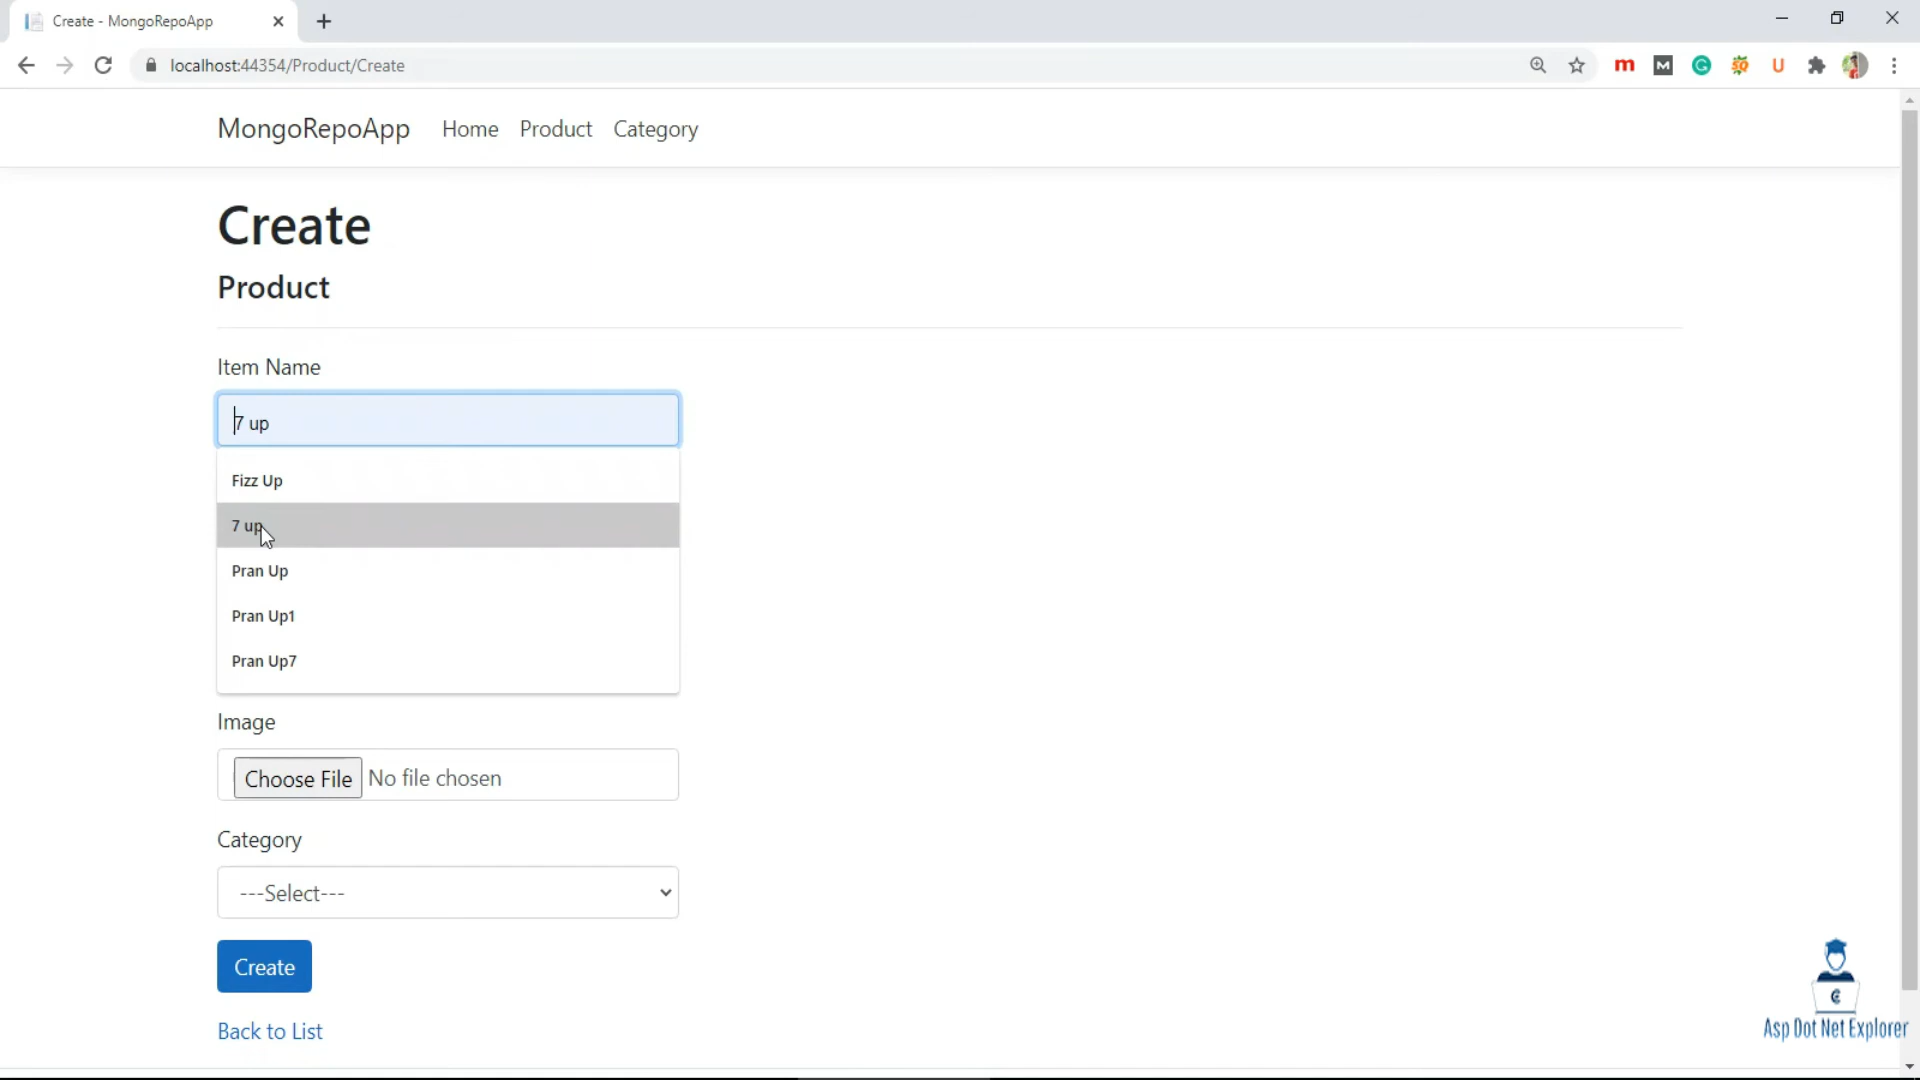 Create - MongoRepoApp
localhost:44354/Product/Create
MongoRepoApp Home Product Category
Create
Product
Item Name
7 up
Fizz Up
7 up
Pran Up
Pran Up1
Pran Up7
Image
Choose File No file chosen
Category
---Select---
Create
Back to List
Asp Dot Net Explorer